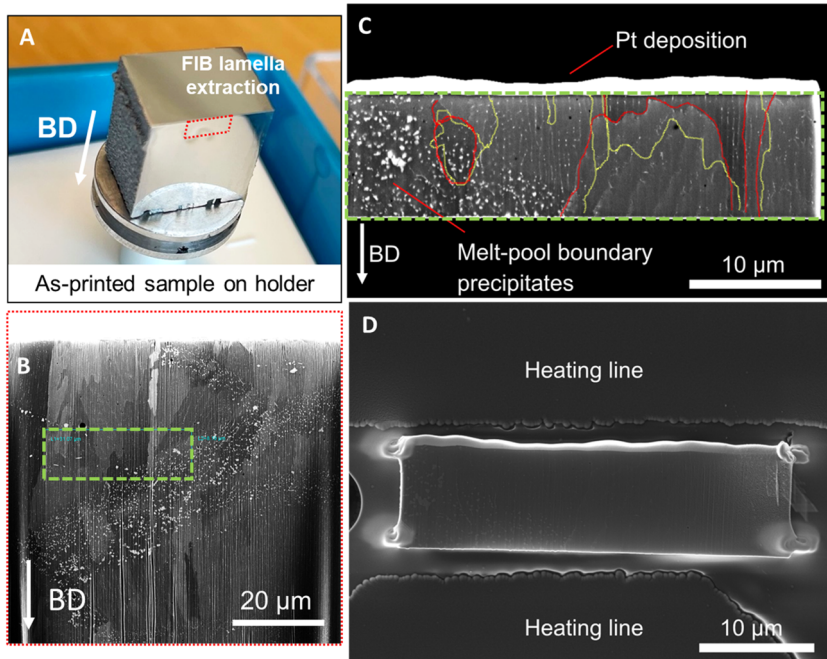 A
FIB lamella
extraction
BD
As-printed sample on holder
B
BD
20 µm
C
Pt deposition
BD
Melt-pool boundary
precipitates
10 µm
D
Heating line
Heating line
10 µm